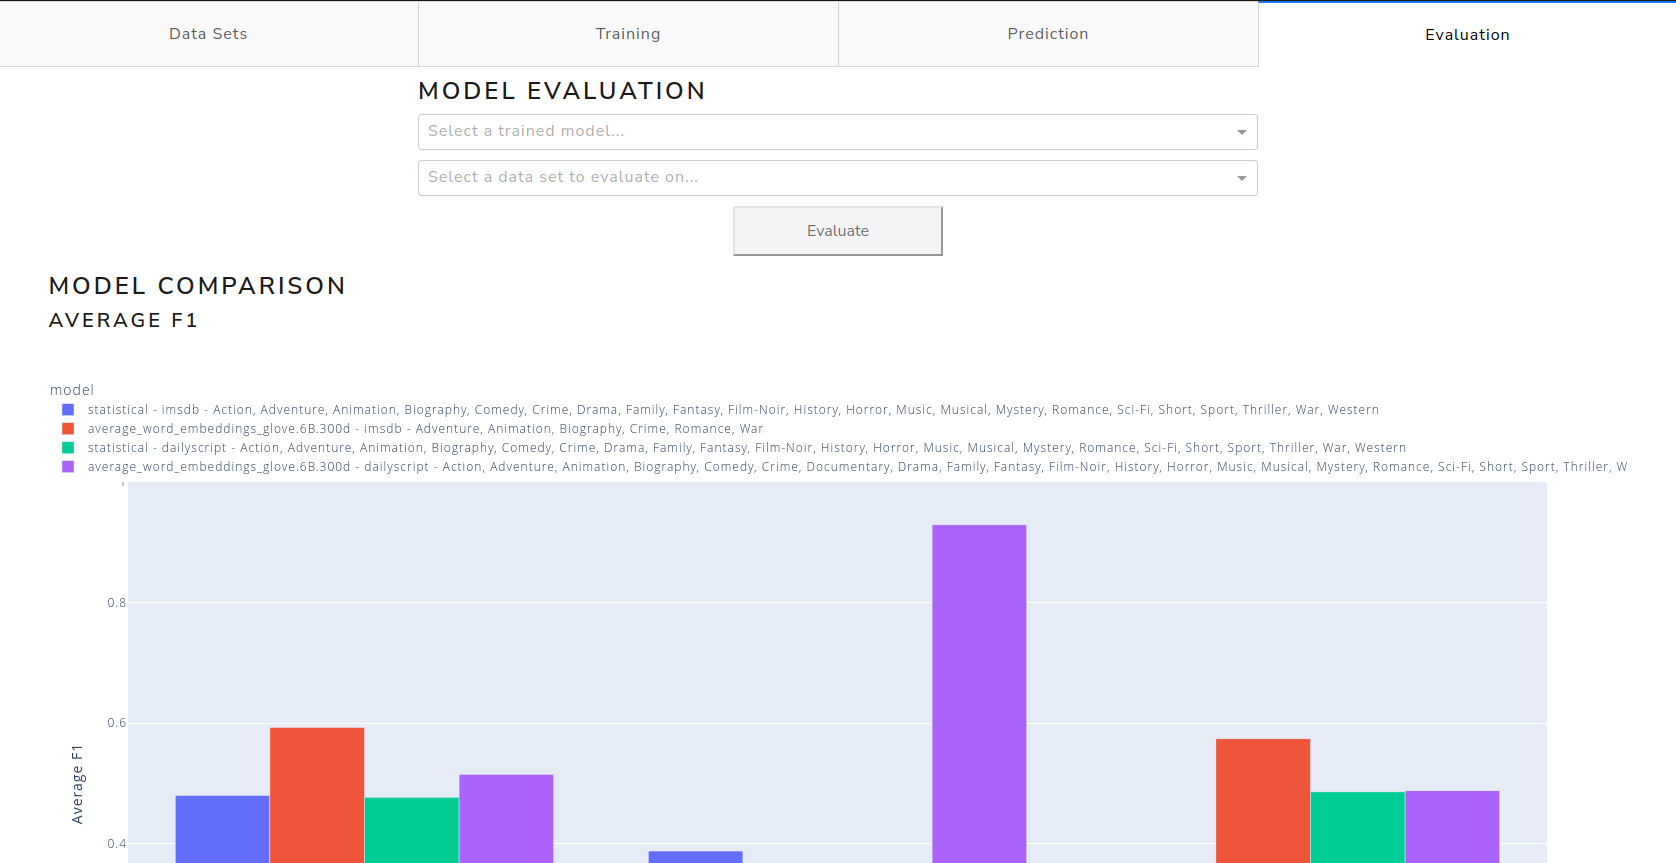 Data Sets
Training
Prediction
Evaluation
MODEL EVALUATION
Select a trained model...
Select a data set to evaluate on...
Evaluate
MODEL COMPARISON
AVERAGE F1
model
statistical - imsdb - Action, Adventure, Animation, Biography, Comedy, Crime, Drama, Family, Fantasy, Film-Noir, History, Horror, Music, Musical, Mystery, Romance, Sci-Fi, Short, Sport, Thriller, War, Western
average_word_embeddings_glove.6B.300d - imsdb - Adventure, Animation, Biography, Crime, Romance, War
statistical - dailyscript - Action, Adventure, Animation, Biography, Comedy, Crime, Drama, Family, Fantasy, Film-Noir, History, Horror, Music, Musical, Mystery, Romance, Sci-Fi, Short, Sport, Thriller, War, Western
average_word_embeddings_glove.6B.300d - dailyscript - Action, Adventure, Animation, Biography, Comedy, Crime, Documentary, Drama, Family, Fantasy, Film-Noir, History, Horror, Music, Musical, Mystery, Romance, Sci-Fi, Short, Sport, Thriller, W
0.8
0.6
Average F1
0.4